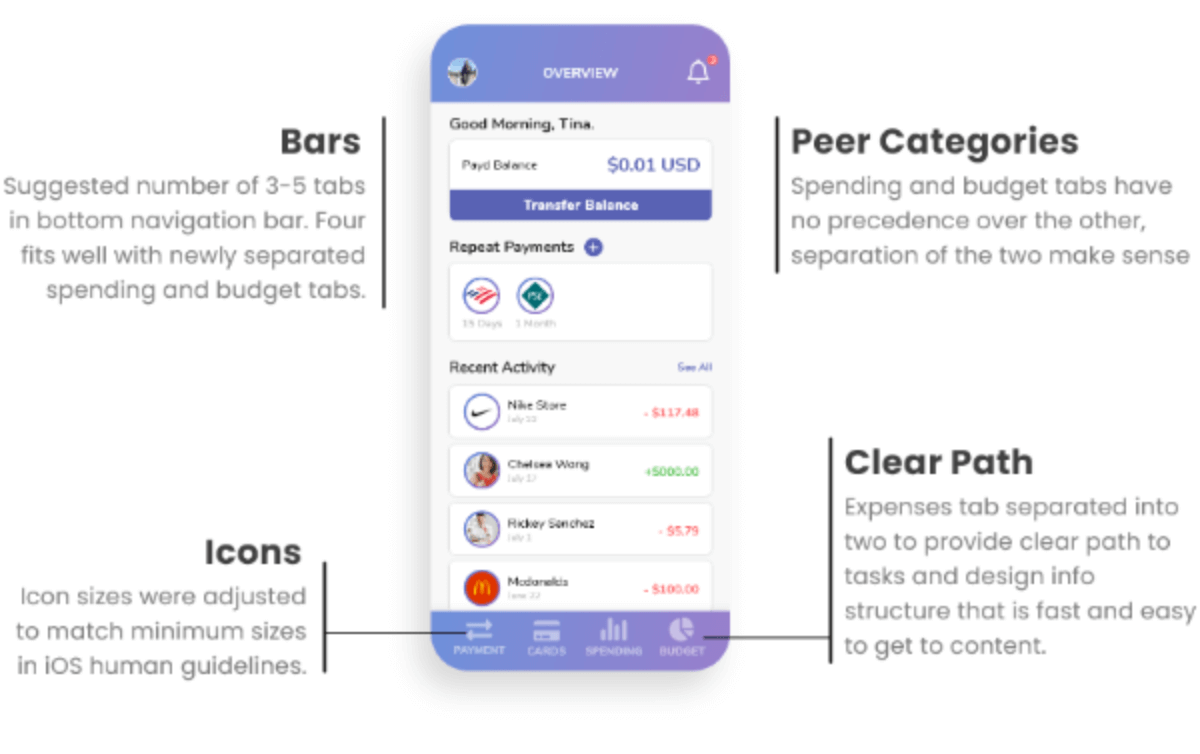 Bars
Suggested number of 3-5 tabs
in bottom navigation bar. Four
fits well with newly separated
spending and budget tabs.
Icons
Icon sizes were adjusted
to match minimum sizes
in iOS human guidelines.
OVERVIEW
3
Good Morning, Tina.
Payd Balance
$0.01 USD
Transfer Balance
Repeat Payments +
15 Days
1 Month
Recent Activity
See All
Nike Store
- $117.48
Chelsea Wong
July 17
+5000.00
Rickey Sanchez
July 1
- $5.79
Mcdonalds
June 22
- $100.00
PAYMENT
CARDS
SPENDING
BUDGET
Peer Categories
Spending and budget tabs have
no precedence over the other,
separation of the two make sense
Clear Path
Expenses tab separated into
two to provide clear path to
tasks and design info
structure that is fast and easy
to get to content.